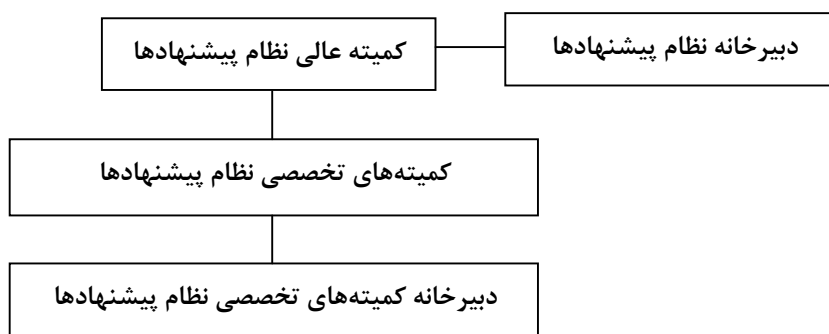 دبیرخانه نظام پیشنهادها
کمیته عالی نظام پیشنهادها
کمیته‌های تخصصی نظام پیشنهادها
دبیرخانه کمیته‌های تخصصی نظام پیشنهادها